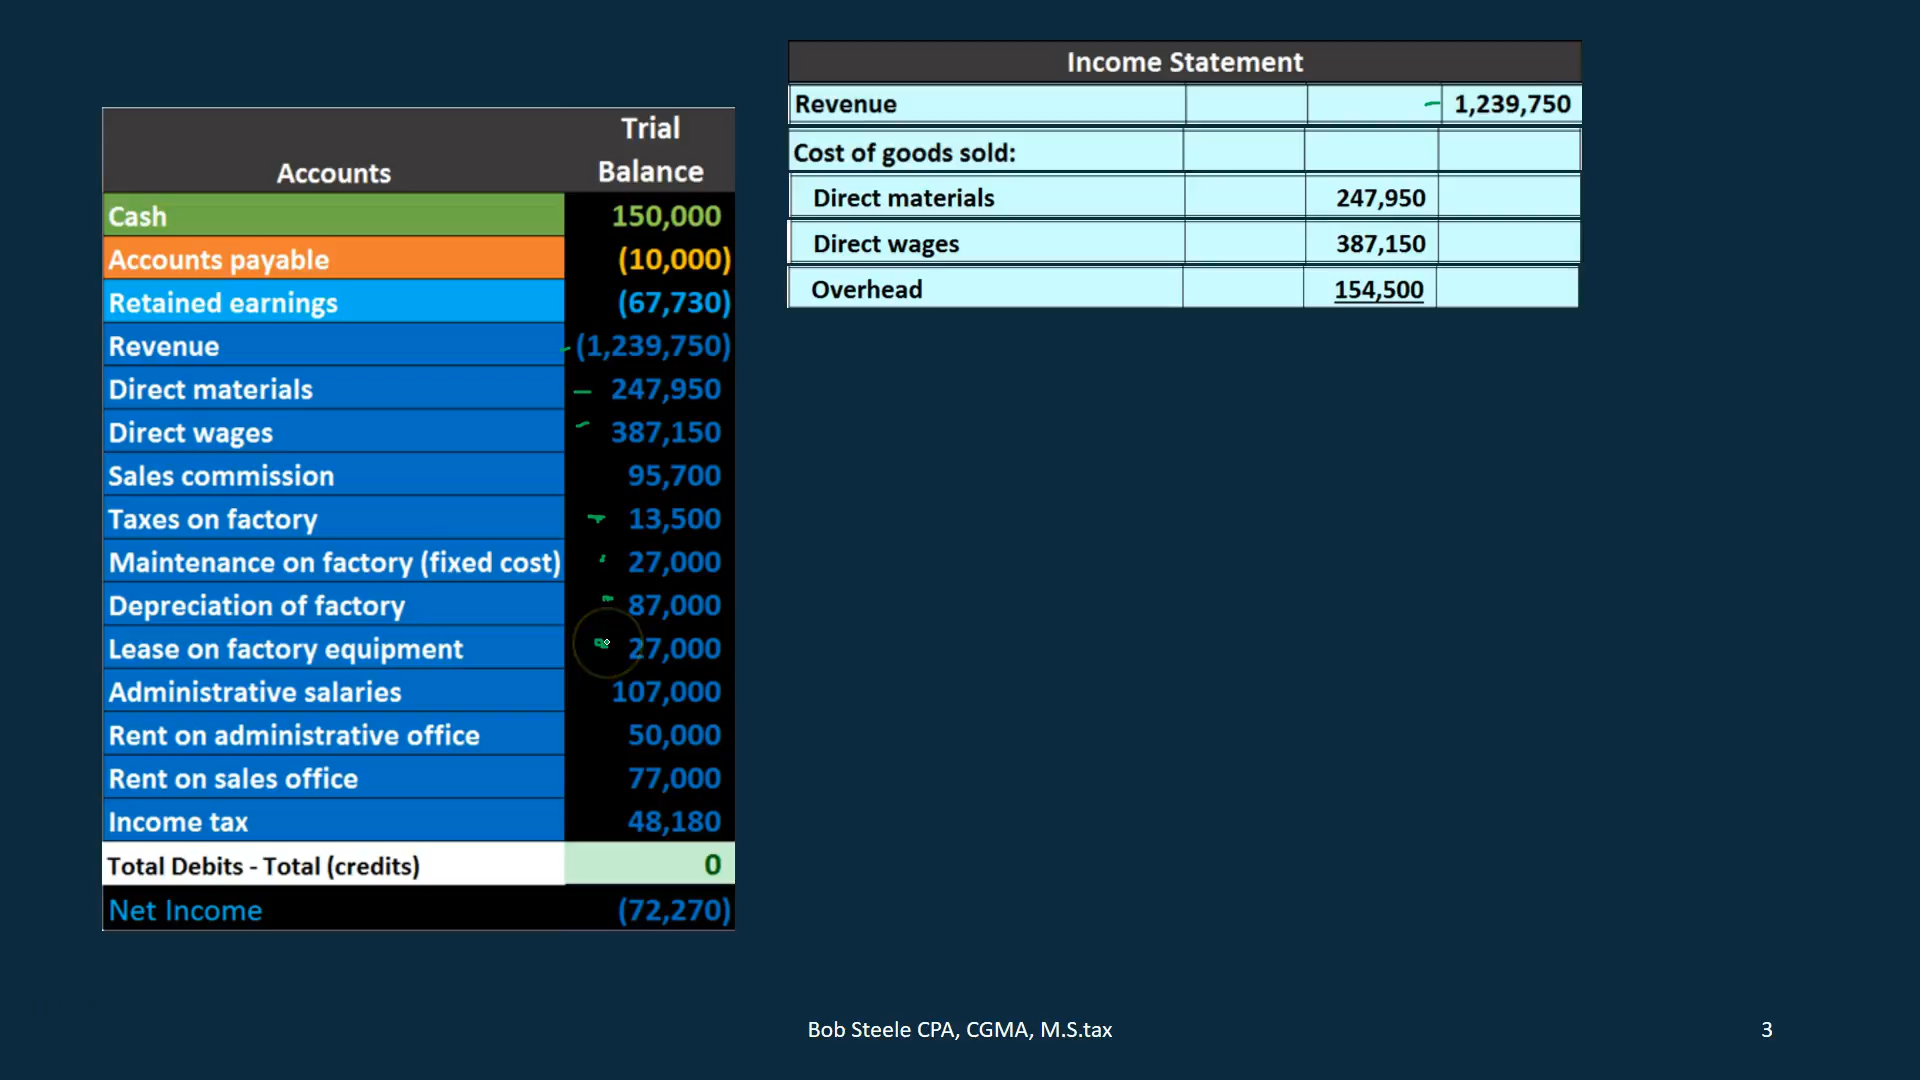 Accounts Trial Balance
Cash 150,000
Accounts payable (10,000)
Retained earnings (67,730)
Revenue (1,239,750)
Direct materials 247,950
Direct wages 387,150
Sales commission 95,700
Taxes on factory 13,500
Maintenance on factory (fixed cost) 27,000
Depreciation of factory 87,000
Lease on factory equipment 27,000
Administrative salaries 107,000
Rent on administrative office 50,000
Rent on sales office 77,000
Income tax 48,180
Total Debits - Total (credits) 0
Net Income (72,270)
Income Statement
Revenue 1,239,750
Cost of goods sold:
Direct materials 247,950
Direct wages 387,150
Overhead 154,500
Bob Steele CPA, CGMA, M.S.tax
3